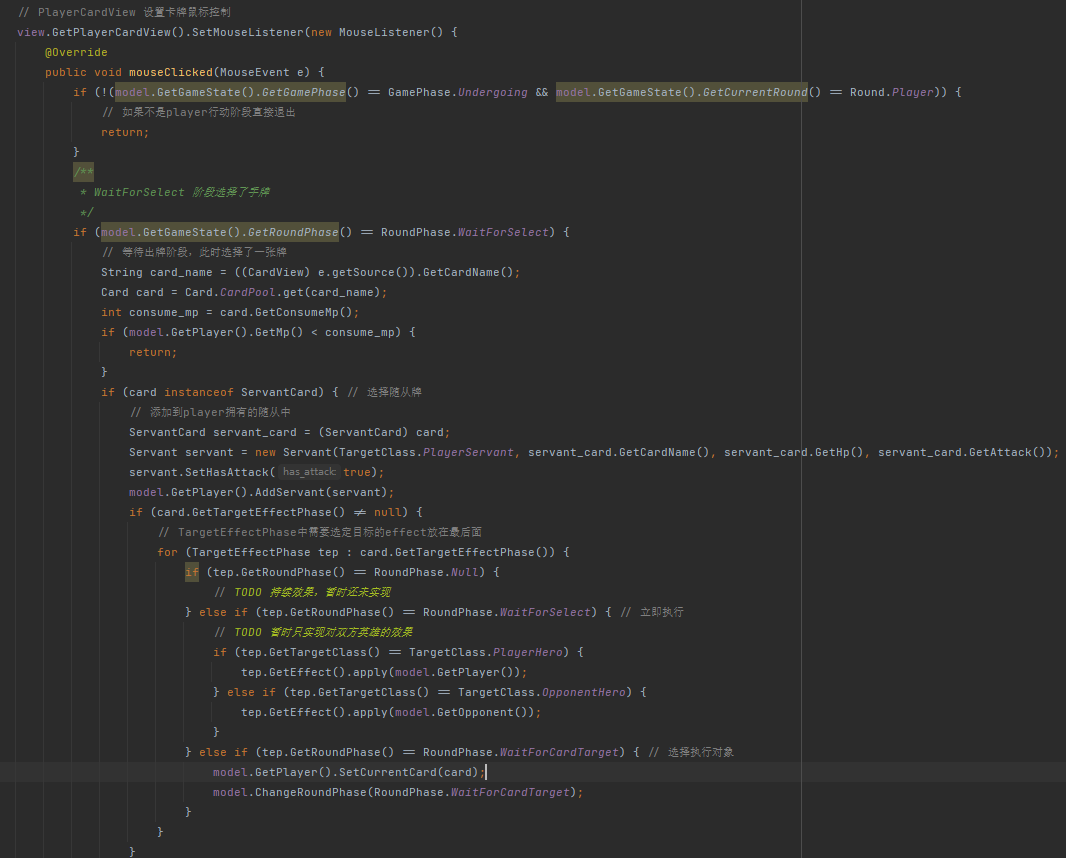 // PlayerCardView 设置卡牌鼠标控制
view.GetPlayerCardView().SetMouseListener(new MouseListener() {
@Override
public void mouseClicked(MouseEvent e) {
if (!(model.GetGameState().GetGamePhase() == GamePhase.Undergoing && model.GetGameState().GetCurrentRound() == Round.Player)) {
// 如果不是player行动阶段直接退出
return;
}
/**
* WaitForSelect 阶段选择了手牌
*/
if (model.GetGameState().GetRoundPhase() == RoundPhase.WaitForSelect) {
// 等待出牌阶段，此时选择了一张牌
String card_name = ((CardView) e.getSource()).GetCardName();
Card card = Card.CardPool.get(card_name);
int consume_mp = card.GetConsumeMp();
if (model.GetPlayer().GetMp() < consume_mp) {
return;
}
if (card instanceof ServantCard) { // 选择随从牌
// 添加到player拥有的随从中
ServantCard servant_card = (ServantCard) card;
Servant servant = new Servant(TargetClass.PlayerServant, servant_card.GetCardName(), servant_card.GetHp(), servant_card.GetAttack());
servant.SetHasAttack( has_attack: true);
model.GetPlayer().AddServant(servant);
if (card.GetTargetEffectPhase() != null) {
// TargetEffectPhase中需要选定目标的effect放在最后面
for (TargetEffectPhase tep : card.GetTargetEffectPhase()) {
if (tep.GetRoundPhase() == RoundPhase.Null) {
// TODO 持续效果，暂时还未实现
} else if (tep.GetRoundPhase() == RoundPhase.WaitForSelect) { // 立即执行
// TODO 暂时只实现对双方英雄的效果
if (tep.GetTargetClass() == TargetClass.PlayerHero) {
tep.GetEffect().apply(model.GetPlayer());
} else if (tep.GetTargetClass() == TargetClass.OpponentHero) {
tep.GetEffect().apply(model.GetOpponent());
}
} else if (tep.GetRoundPhase() == RoundPhase.WaitForCardTarget) { // 选择执行对象
model.GetPlayer().SetCurrentCard(card);
model.ChangeRoundPhase(RoundPhase.WaitForCardTarget);
}
}
}